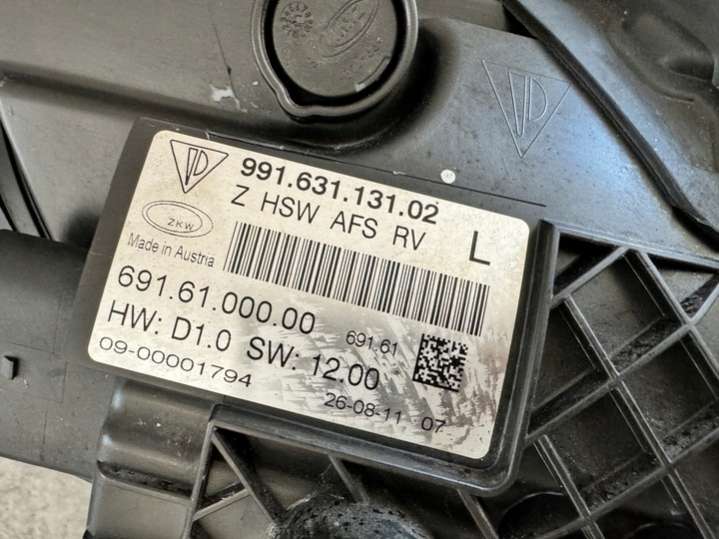 991.631.131.02
Z HSW AFS RV
L
ZKW
Made in Austria
691.61.000.00
691.61
HW: D1.0 SW: 12.00
09-00001794
26-08-11 07